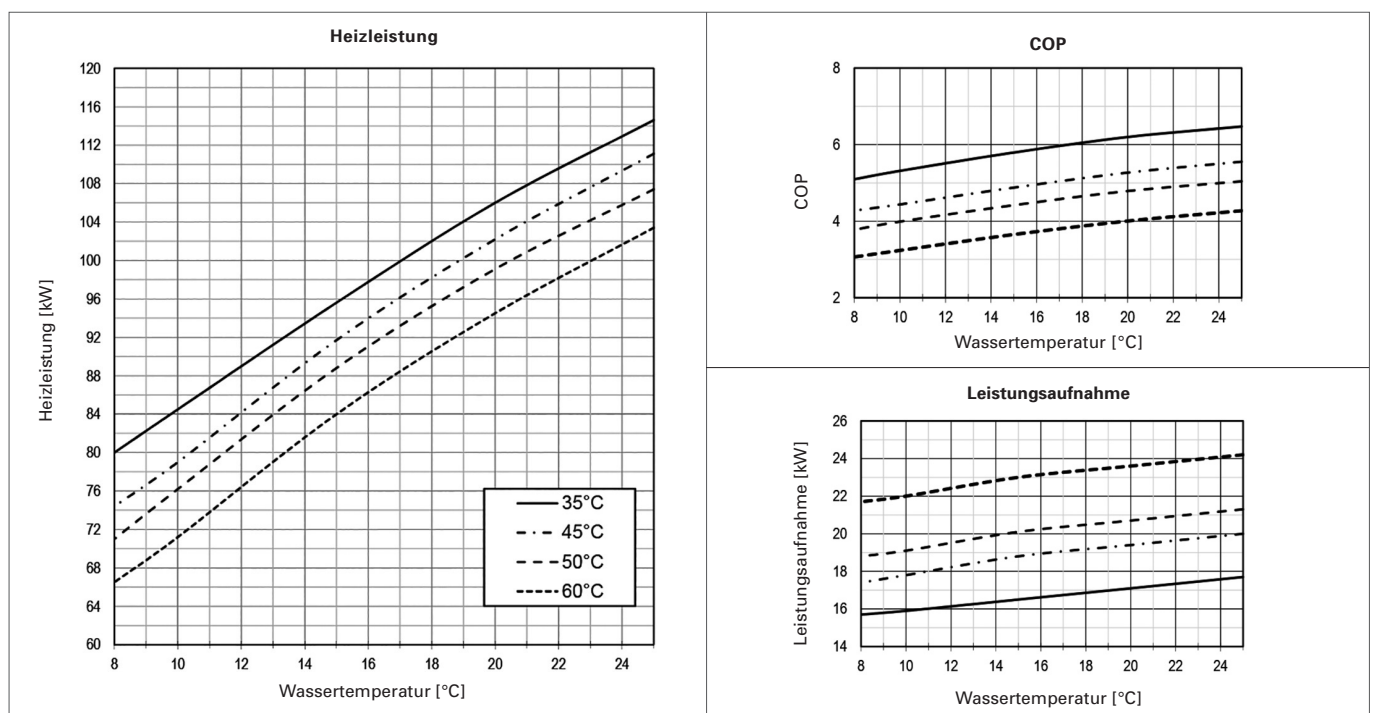 Heizleistung
Heizleistung [kW]
120
116
112
108
104
100
96
92
88
84
80
76
72
68
64
60
8 10 12 14 16 18 20 22 24
Wassertemperatur [°C]
35°C
45°C
50°C
60°C
COP
COP
8
6
4
2
8 10 12 14 16 18 20 22 24
Wassertemperatur [°C]
Leistungsaufnahme
Leistungsaufnahme [kW]
26
24
22
20
18
16
14
8 10 12 14 16 18 20 22 24
Wassertemperatur [°C]